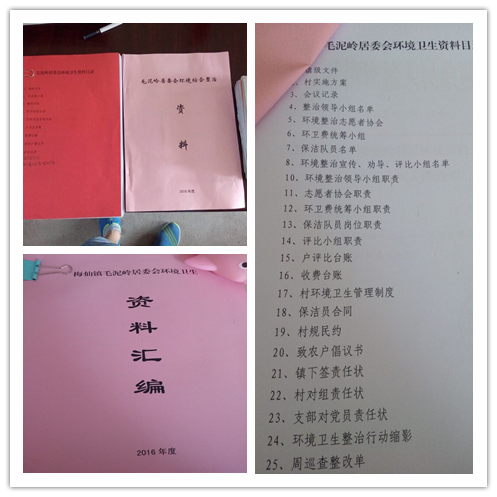 毛泥岭居委会环境综合整治
资
料
2016 年度
梅仙镇毛泥岭居委会环境卫生
资
料
汇
编
2016 年度
毛泥岭居委会环境卫生资料目
镇级文件
、村实施方案
3、会议记录
4、整治领导小组名单
5、环境整治志愿者协会
6、环卫费统筹小组
7、保洁队员名单
8、环境整治宣传、劝导、评比小组名单
9、环境整治领导小组职责
10、评比小组职责
11、志愿者协会职责
12、环卫费统筹小组职责
13、保洁队员岗位职责
14、评比小组职责
15、户评比台账
16、收费台账
17、村环境卫生管理制度
18、保洁员合同
19、村规民约
20、致农户倡议书
21、镇下签责任状
22、村对组责任状
23、支部对党员责任状
24、环境卫生整治行动缩影
25、周巡查整改单